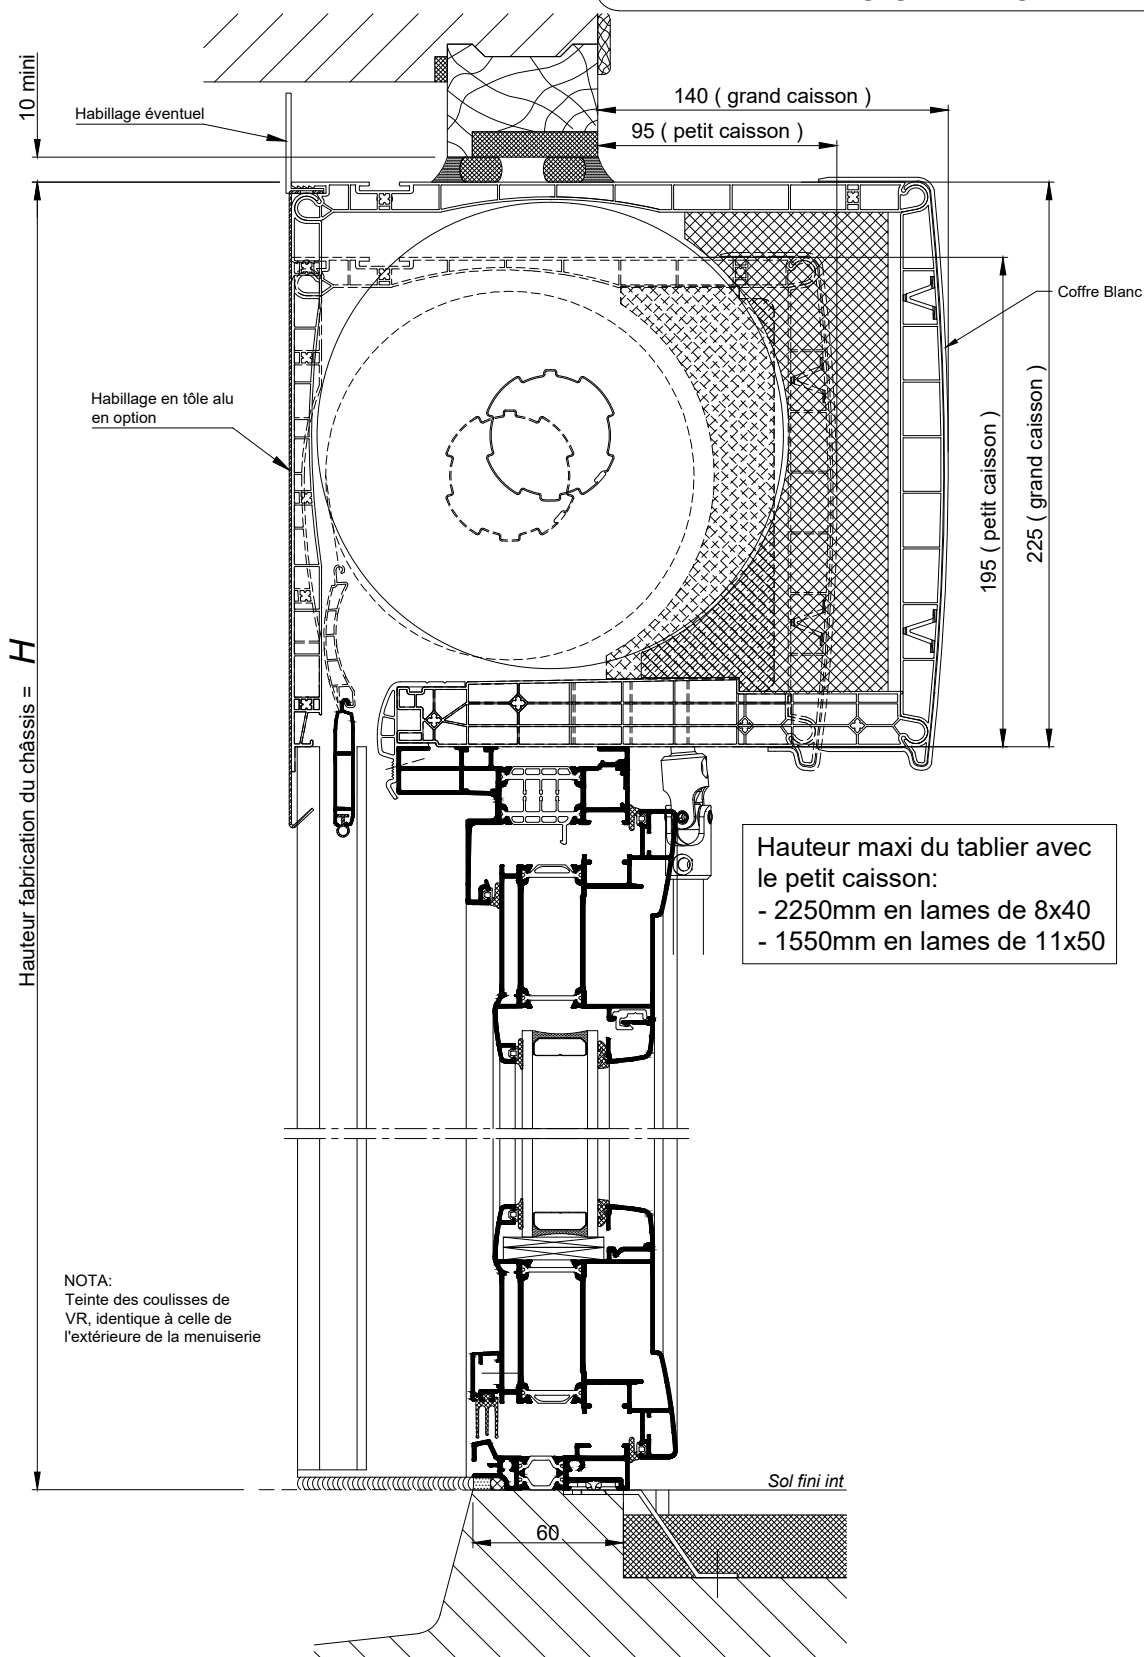 140 ( grand caisson )
10 mini
Habillage éventuel
95 ( petit caisson )
Coffre Blanc
Habillage en tôle alu
en option
195 ( petit caisson )
225 ( grand caisson )
Hauteur fabrication du châssis = H
Hauteur maxi du tablier avec
le petit caisson:
- 2250mm en lames de 8x40
- 1550mm en lames de 11x50
NOTA:
Teinte des coulisses de
VR, identique à celle de
l'extérieure de la menuiserie
Sol fini int
60